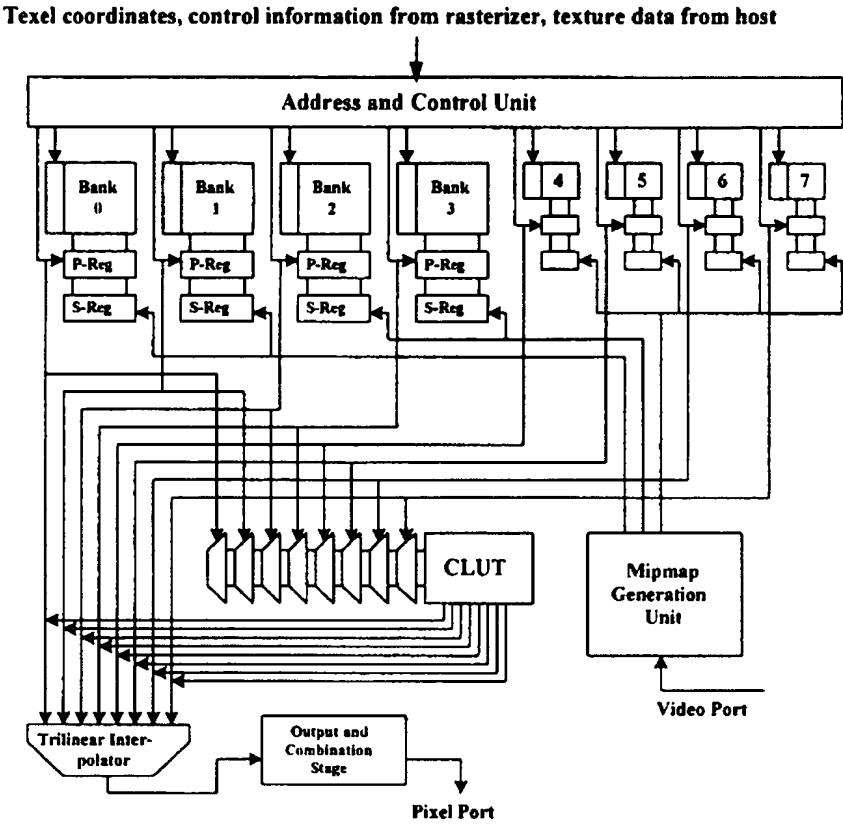 Texel coordinates, control information from rasterizer, texture data from host
Address and Control Unit
Bank
0
Bank
1
Bank
2
Bank
3
4
5
6
7
P-Reg
P-Reg
P-Reg
P-Reg
S-Reg
S-Reg
S-Reg
S-Reg
CLUT
Mipmap
Generation
Unit
Video Port
Trilinear Inter-
polator
Output and
Combination
Stage
Pixel Port